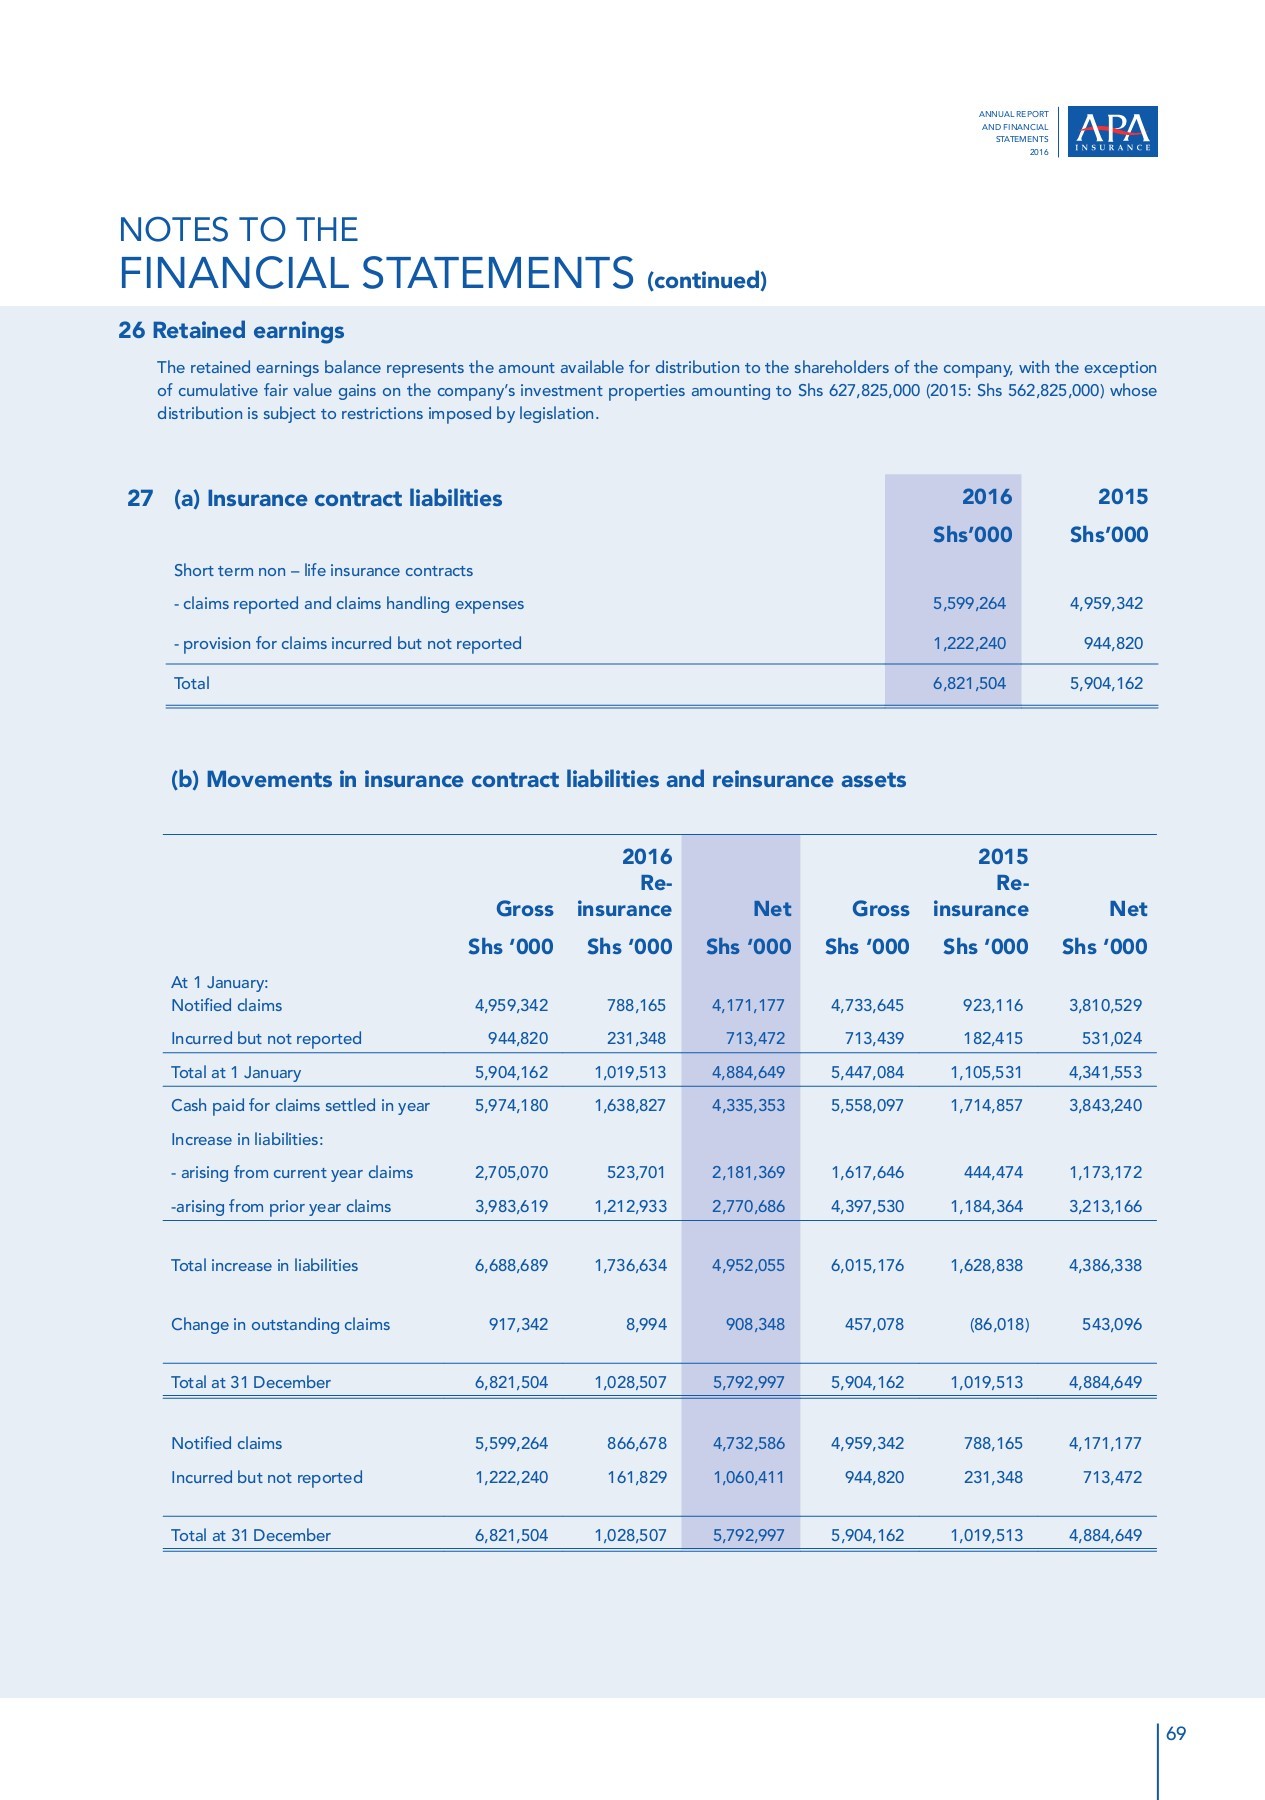 ANNUAL REPORT
AND FINANCIAL
STATEMENTS
2016
APA
INSURANCE
NOTES TO THE
FINANCIAL STATEMENTS (continued)
26 Retained earnings
The retained earnings balance represents the amount available for distribution to the shareholders of the company, with the exception
of cumulative fair value gains on the company’s investment properties amounting to Shs 627,825,000 (2015: Shs 562,825,000) whose
distribution is subject to restrictions imposed by legislation.
27 (a) Insurance contract liabilities 2016 2015
Shs’000 Shs’000
Short term non – life insurance contracts
- claims reported and claims handling expenses 5,599,264 4,959,342
- provision for claims incurred but not reported 1,222,240 944,820
Total 6,821,504 5,904,162
(b) Movements in insurance contract liabilities and reinsurance assets
2016 2015
Re- Re-
Gross insurance Net Gross insurance Net
Shs ‘000 Shs ‘000 Shs ‘000 Shs ‘000 Shs ‘000 Shs ‘000
At 1 January:
Notified claims 4,959,342 788,165 4,171,177 4,733,645 923,116 3,810,529
Incurred but not reported 944,820 231,348 713,472 713,439 182,415 531,024
Total at 1 January 5,904,162 1,019,513 4,884,649 5,447,084 1,105,531 4,341,553
Cash paid for claims settled in year 5,974,180 1,638,827 4,335,353 5,558,097 1,714,857 3,843,240
Increase in liabilities:
- arising from current year claims 2,705,070 523,701 2,181,369 1,617,646 444,474 1,173,172
-arising from prior year claims 3,983,619 1,212,933 2,770,686 4,397,530 1,184,364 3,213,166
Total increase in liabilities 6,688,689 1,736,634 4,952,055 6,015,176 1,628,838 4,386,338
Change in outstanding claims 917,342 8,994 908,348 457,078 (86,018) 543,096
Total at 31 December 6,821,504 1,028,507 5,792,997 5,904,162 1,019,513 4,884,649
Notified claims 5,599,264 866,678 4,732,586 4,959,342 788,165 4,171,177
Incurred but not reported 1,222,240 161,829 1,060,411 944,820 231,348 713,472
Total at 31 December 6,821,504 1,028,507 5,792,997 5,904,162 1,019,513 4,884,649
69